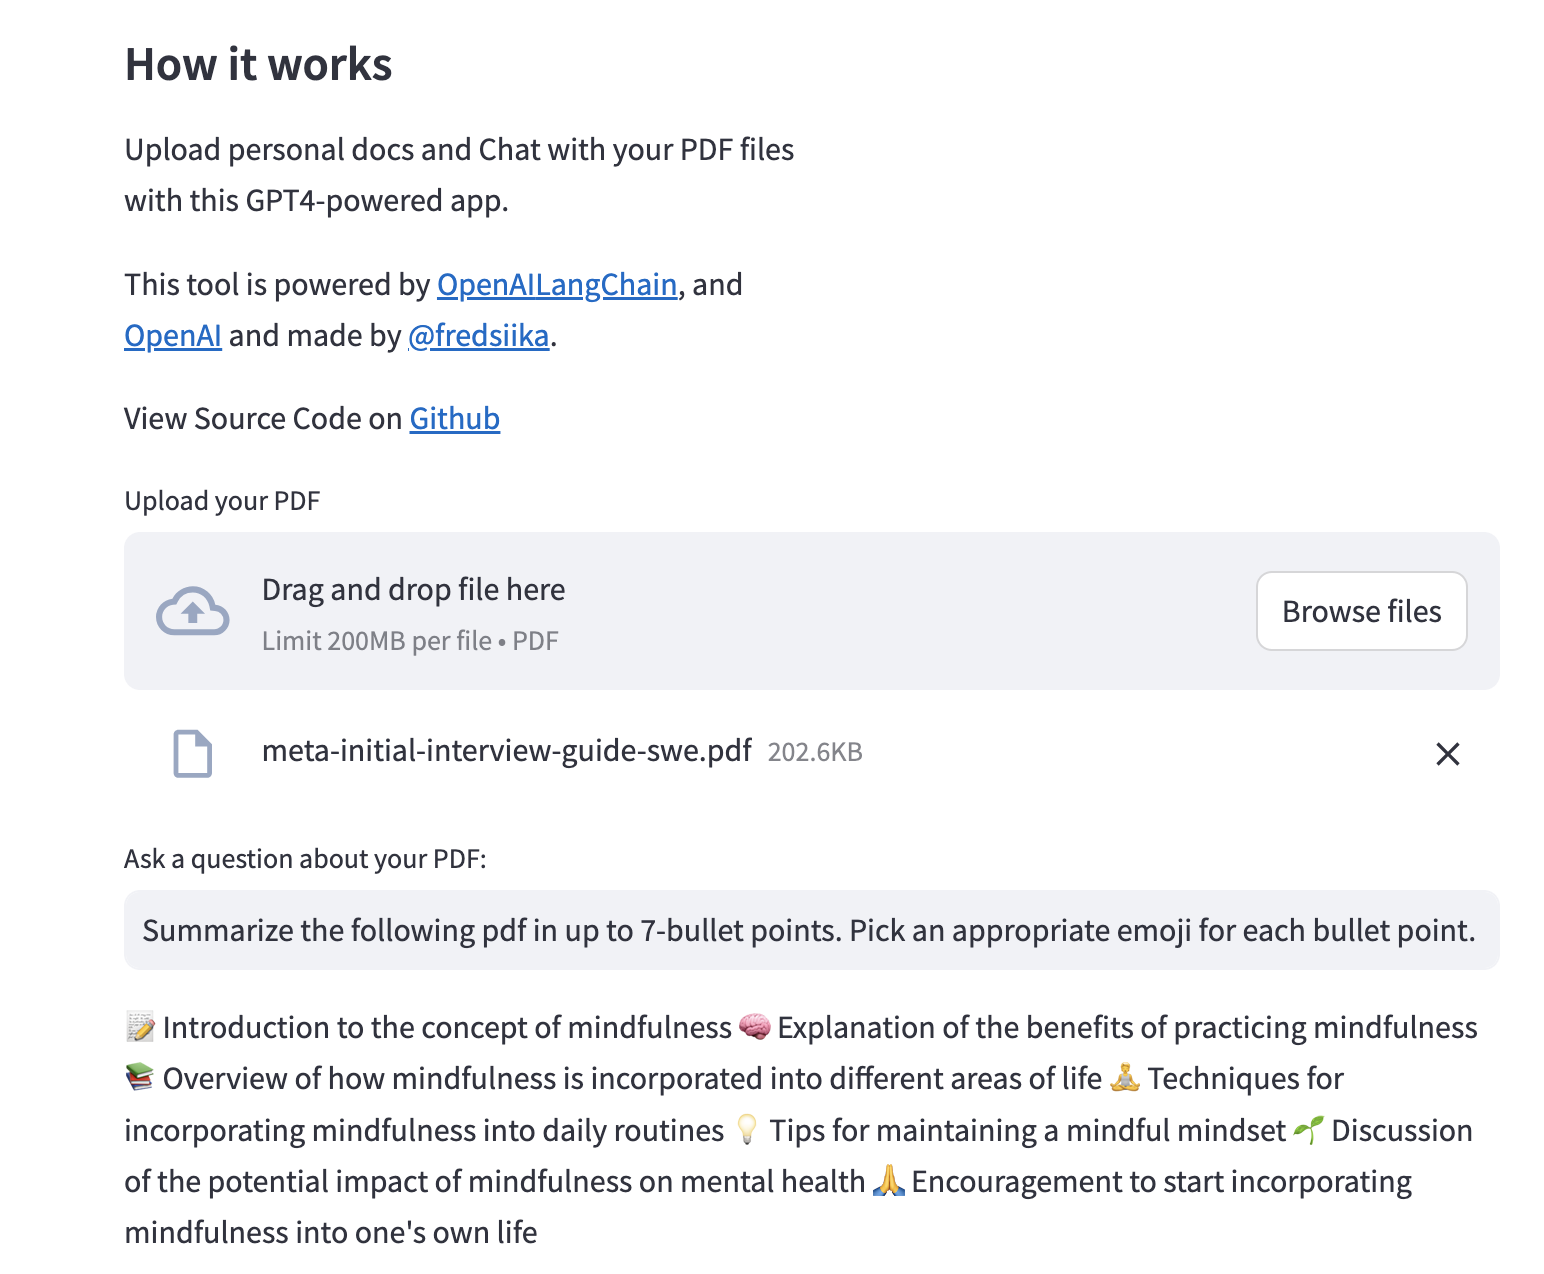 How it works
Upload personal docs and Chat with your PDF files
with this GPT4-powered app.
This tool is powered by OpenAILangChain, and
OpenAI and made by @fredsiika.
View Source Code on Github
Upload your PDF
Drag and drop file here
Limit 200MB per file • PDF
Browse files
meta-initial-interview-guide-swe.pdf 202.6KB
Ask a question about your PDF:
Summarize the following pdf in up to 7-bullet points. Pick an appropriate emoji for each bullet point.
📝 Introduction to the concept of mindfulness 🧠 Explanation of the benefits of practicing mindfulness
📚 Overview of how mindfulness is incorporated into different areas of life 🧘 Techniques for
incorporating mindfulness into daily routines 💡 Tips for maintaining a mindful mindset 🌱 Discussion
of the potential impact of mindfulness on mental health 🙏 Encouragement to start incorporating
mindfulness into one's own life